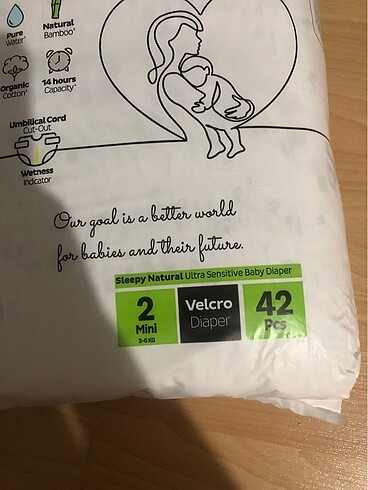 Pure
Water*
Natural
Bamboo*
Organic
Cotton*
14 hours
Capacity*
Umbilical Cord
Cut-Out
Wetness
Indicator
Our goal is a better world
for babies and their future.
Sleepy Natural Ultra Sensitive Baby Diaper
2
Mini
3-6 KG
Velcro
Diaper
42
Pcs